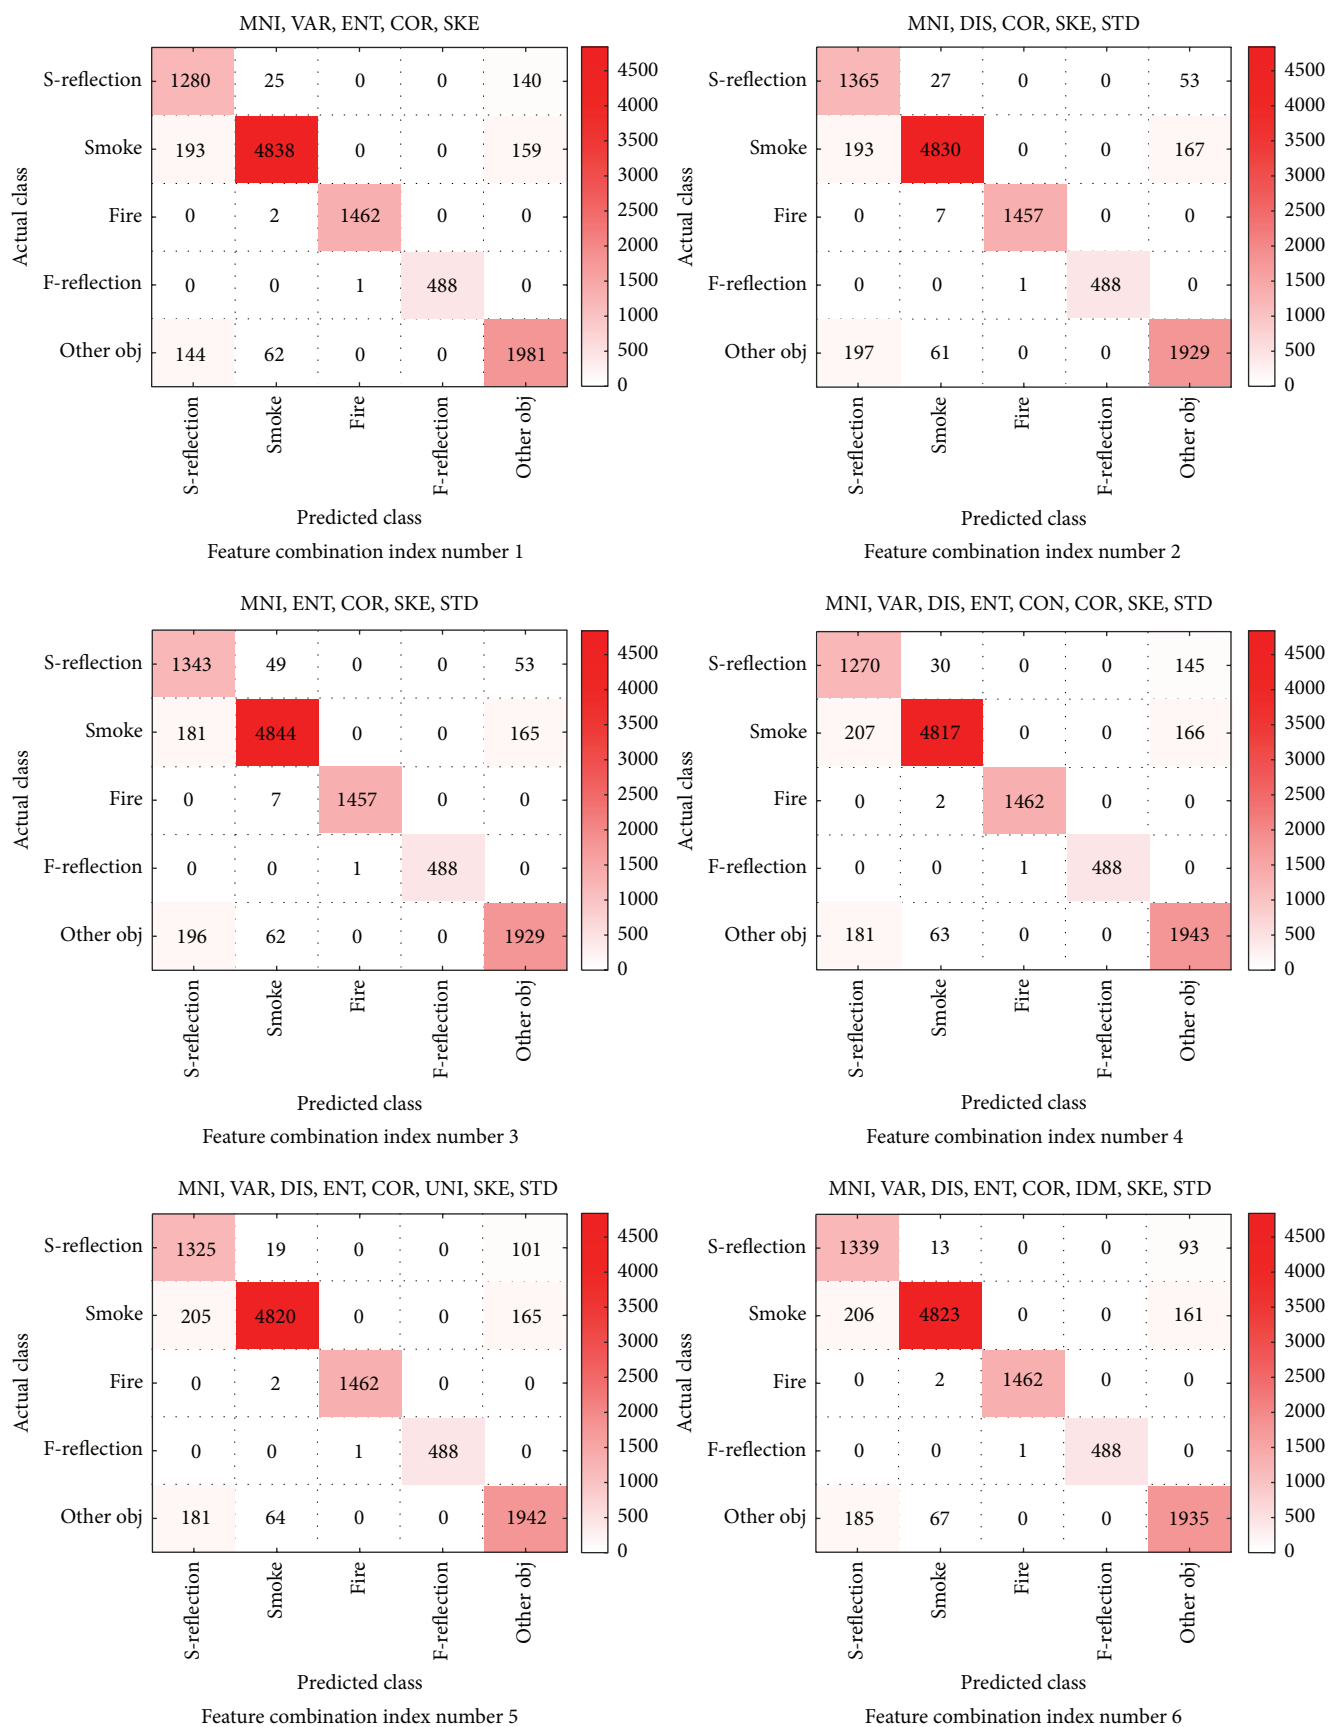 MNI, VAR, ENT, COR, SKE
S-reflection 1280 25 0 0 140
Smoke 193 4838 0 0 159
Fire 0 2 1462 0 0
F-reflection 0 0 1 488 0
Other obj 144 62 0 0 1981
Actual class
S-reflection Smoke Fire F-reflection Other obj
4500
4000
3500
3000
2500
2000
1500
1000
500
0
Predicted class
Feature combination index number 1
MNI, DIS, COR, SKE, STD
S-reflection 1365 27 0 0 53
Smoke 193 4830 0 0 167
Fire 0 7 1457 0 0
F-reflection 0 0 1 488 0
Other obj 197 61 0 0 1929
Actual class
S-reflection Smoke Fire F-reflection Other obj
4500
4000
3500
3000
2500
2000
1500
1000
500
0
Predicted class
Feature combination index number 2
MNI, ENT, COR, SKE, STD
S-reflection 1343 49 0 0 53
Smoke 181 4844 0 0 165
Fire 0 7 1457 0 0
F-reflection 0 0 1 488 0
Other obj 196 62 0 0 1929
Actual class
S-reflection Smoke Fire F-reflection Other obj
4500
4000
3500
3000
2500
2000
1500
1000
500
0
Predicted class
Feature combination index number 3
MNI, VAR, DIS, ENT, CON, COR, SKE, STD
S-reflection 1270 30 0 0 145
Smoke 207 4817 0 0 166
Fire 0 2 1462 0 0
F-reflection 0 0 1 488 0
Other obj 181 63 0 0 1943
Actual class
S-reflection Smoke Fire F-reflection Other obj
4500
4000
3500
3000
2500
2000
1500
1000
500
0
Predicted class
Feature combination index number 4
MNI, VAR, DIS, ENT, COR, UNI, SKE, STD
S-reflection 1325 19 0 0 101
Smoke 205 4820 0 0 165
Fire 0 2 1462 0 0
F-reflection 0 0 1 488 0
Other obj 181 64 0 0 1942
Actual class
S-reflection Smoke Fire F-reflection Other obj
4500
4000
3500
3000
2500
2000
1500
1000
500
0
Predicted class
Feature combination index number 5
MNI, VAR, DIS, ENT, COR, IDM, SKE, STD
S-reflection 1339 13 0 0 93
Smoke 206 4823 0 0 161
Fire 0 2 1462 0 0
F-reflection 0 0 1 488 0
Other obj 185 67 0 0 1935
Actual class
S-reflection Smoke Fire F-reflection Other obj
4500
4000
3500
3000
2500
2000
1500
1000
500
0
Predicted class
Feature combination index number 6